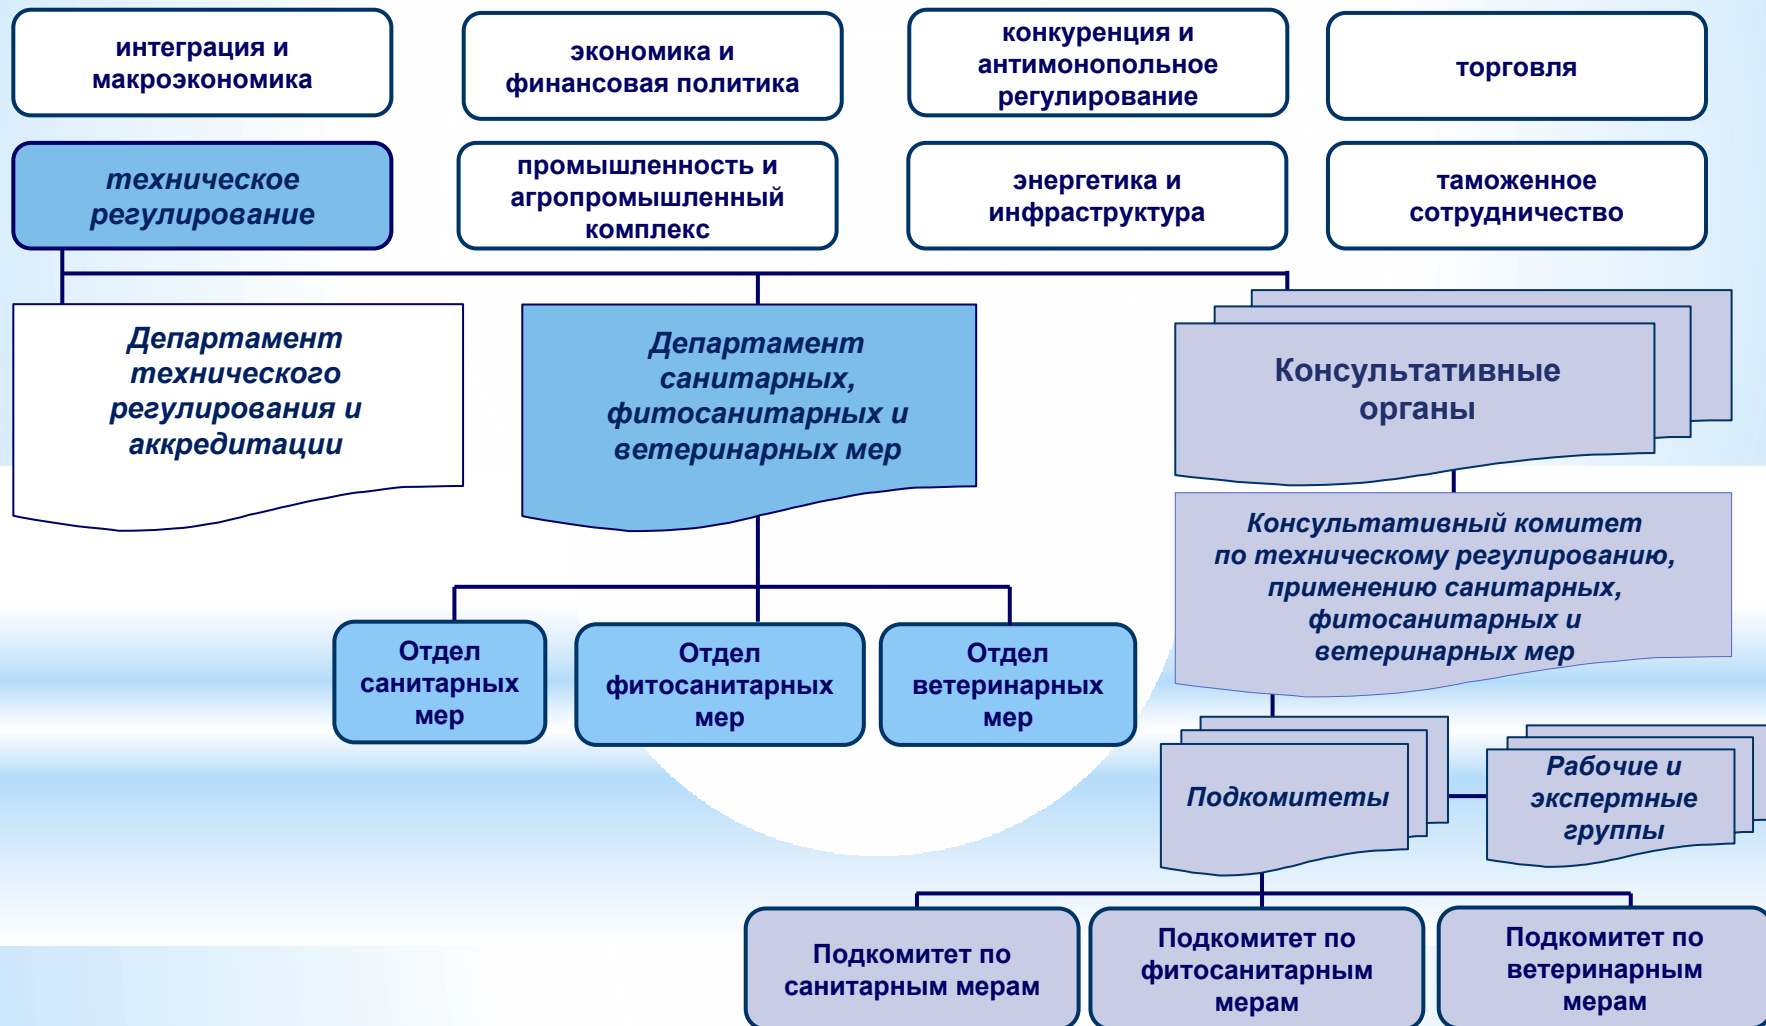 интеграция и
макроэкономика
экономика и
финансовая политика
конкуренция и
антимонопольное
регулирование
торговля
техническое
регулирование
промышленность и
агропромышленный
комплекс
энергетика и
инфраструктура
таможенное
сотрудничество
Департамент
технического
регулирования и
аккредитации
Департамент
санитарных,
фитосанитарных и
ветеринарных мер
Консультативные
органы
Консультативный комитет
по техническому регулированию,
применению санитарных,
фитосанитарных и
ветеринарных мер
Отдел
санитарных
мер
Отдел
фитосанитарных
мер
Отдел
ветеринарных
мер
Подкомитеты
Рабочие и
экспертные
группы
Подкомитет по
санитарным мерам
Подкомитет по
фитосанитарным
мерам
Подкомитет по
ветеринарным
мерам